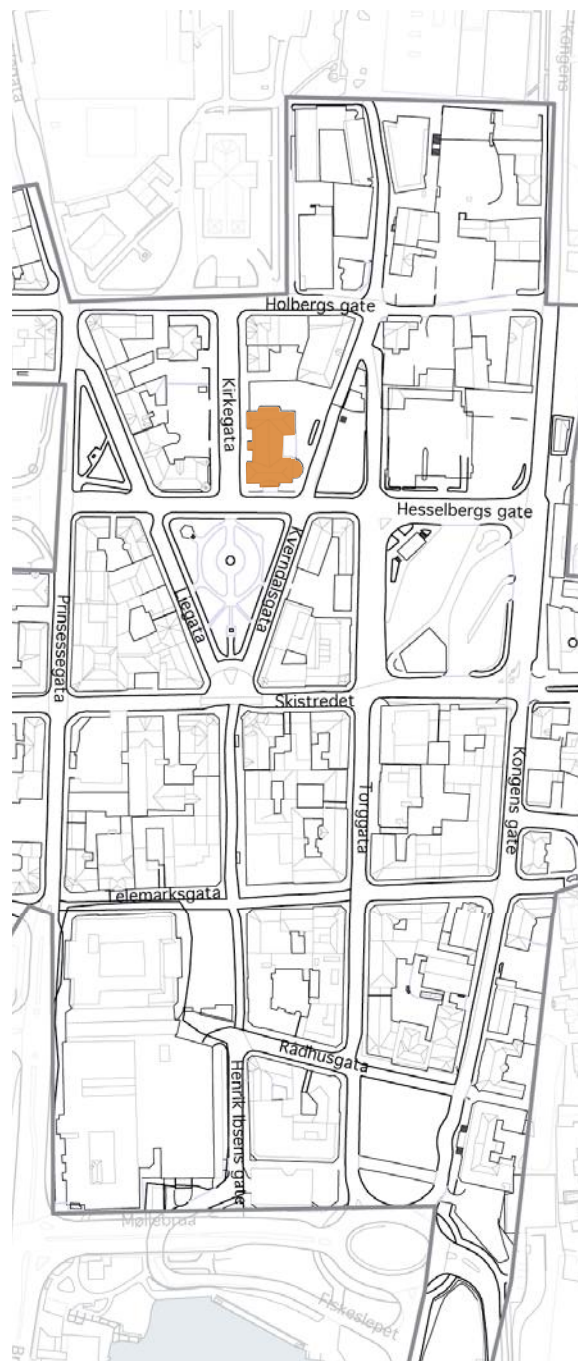 Kongens
Holbergs gate
Kirkegata
Hesselbergs gate
Kverndalsgata
Liegata
Prinsessegata
Skistredet
Torggata
Kongens gate
Telemarksgata
Rådhusgata
Henrik Ibsens gate
Møllebrua
Fiskeslepet